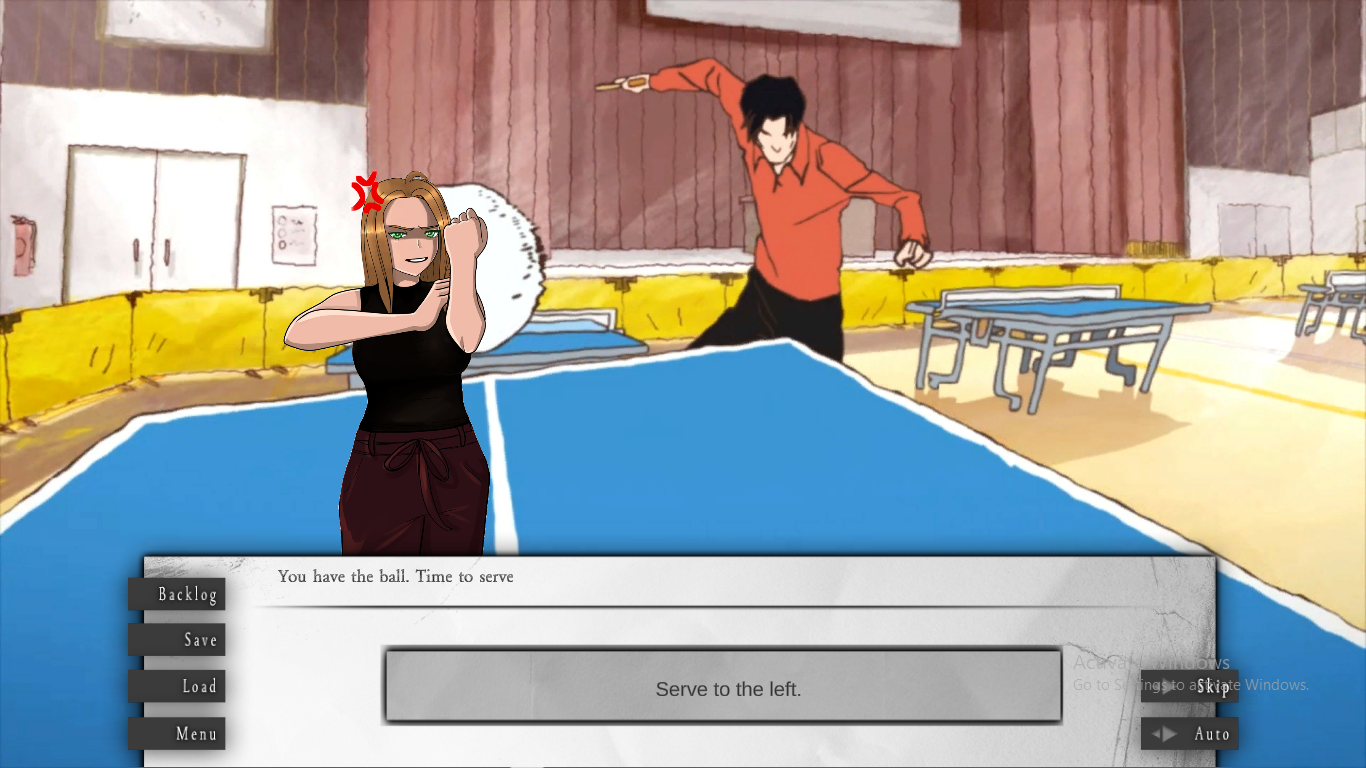 You have the ball. Time to serve
Backlog
Save
Load
Menu
Serve to the left.
Activate Windows
Go to Settings to activate Windows.
Skip
Auto